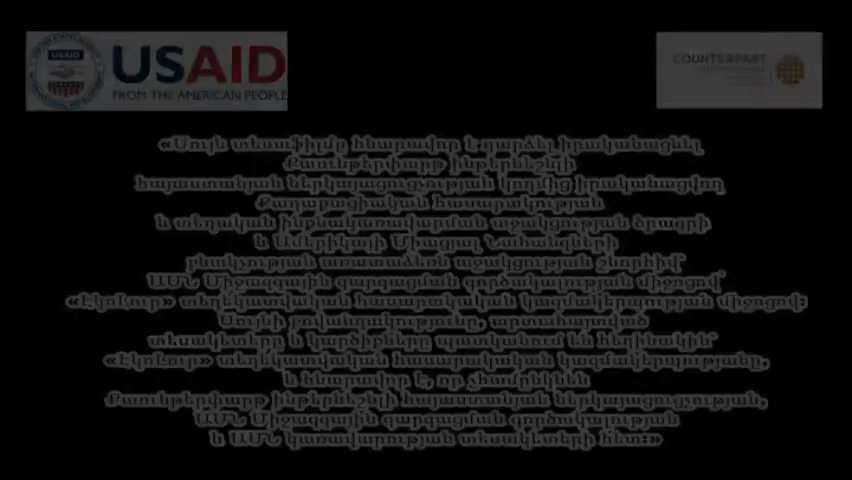 USAID
FROM THE AMERICAN PEOPLE
COUNTERPART
«Սույն տեսաֆիլմը հնարավոր է դարձել իրականացնել
Քաունթերփարթ ինթերնեշնլի
հայաստանյան ներկայացուցչության կողմից իրականացվող
Քաղաքացիական հասարակության
և տեղական ինքնակառավարման աջակցության ծրագրի
և Ամերիկայի Միացյալ Նահանգների
բնակչության առատաձեռն աջակցության շնորհիվ՝
ԱՄՆ Միջազգային զարգացման գործակալության միջոցով՝
«Էկոլուր» տեղեկատվական հասարակական կազմակերպության միջոցով:
Սույնի բովանդակությունը, արտահայտված
տեսակետները և կարծիքները պատկանում են հեղինակին՝
«Էկոլուր» տեղեկատվական հասարակական կազմակերպությանը,
և հնարավոր է, որ չհամընկնեն
Քաունթերփարթ ինթերնեշնլի հայաստանյան ներկայացուցչության,
ԱՄՆ Միջազգային զարգացման գործակալության
և ԱՄՆ կառավարության տեսակետերի հետ:»